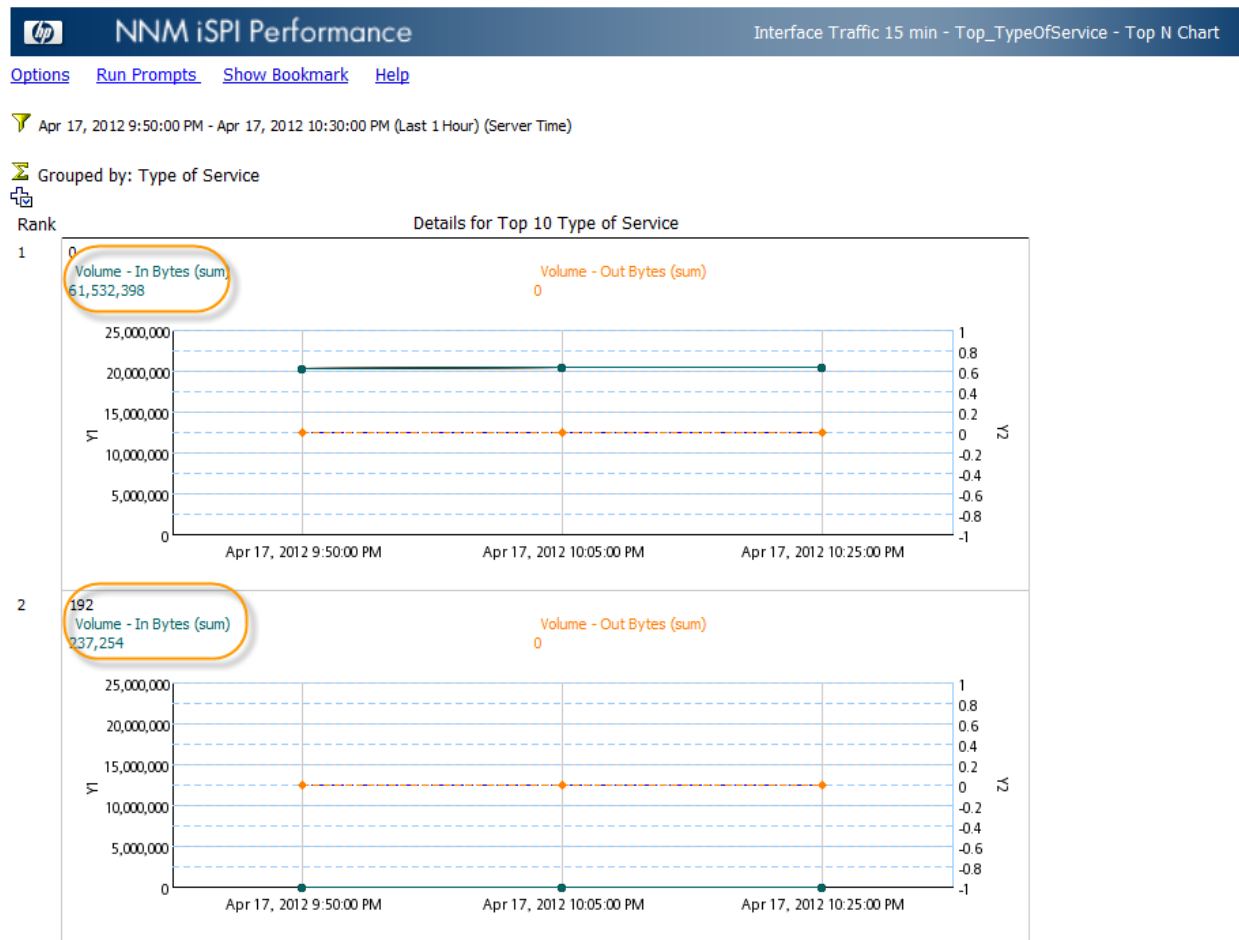 hp NNM iSPI Performance Interface Traffic 15 min - Top_TypeOfService - Top N Chart
Options Run Prompts Show Bookmark Help
Apr 17, 2012 9:50:00 PM - Apr 17, 2012 10:30:00 PM (Last 1 Hour) (Server Time)
Grouped by: Type of Service
Rank Details for Top 10 Type of Service
1 0
Volume - In Bytes (sum) Volume - Out Bytes (sum)
61,532,398 0
25,000,000 1
0.8
20,000,000 0.6
0.4
15,000,000 0.2
Y1 0 Y2
10,000,000 -0.2
-0.4
5,000,000 -0.6
-0.8
0 -1
Apr 17, 2012 9:50:00 PM Apr 17, 2012 10:05:00 PM Apr 17, 2012 10:25:00 PM
2 192
Volume - In Bytes (sum) Volume - Out Bytes (sum)
237,254 0
25,000,000 1
0.8
20,000,000 0.6
0.4
15,000,000 0.2
Y1 0 Y2
10,000,000 -0.2
-0.4
5,000,000 -0.6
-0.8
0 -1
Apr 17, 2012 9:50:00 PM Apr 17, 2012 10:05:00 PM Apr 17, 2012 10:25:00 PM